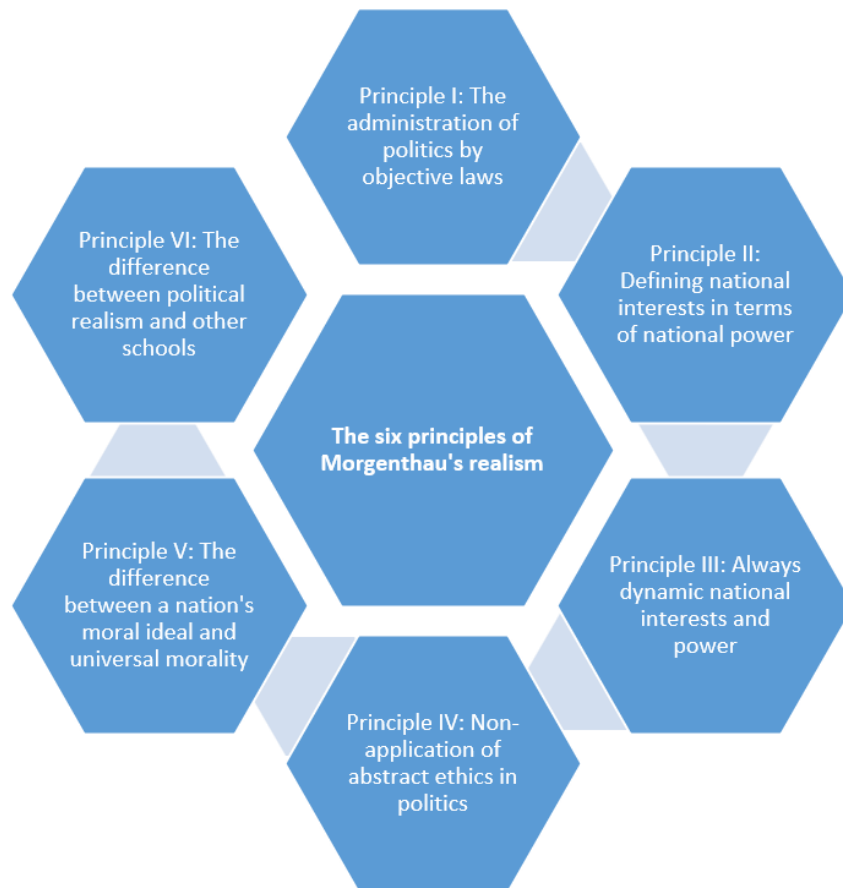 Principle I: The
administration of
politics by
objective laws
Principle II:
Defining national
interests in terms
of national power
Principle III: Always
dynamic national
interests and
power
Principle IV: Non-
application of
abstract ethics in
politics
Principle V: The
difference
between a nation's
moral ideal and
universal morality
Principle VI: The
difference
between political
realism and other
schools
The six principles of
Morgenthau's realism